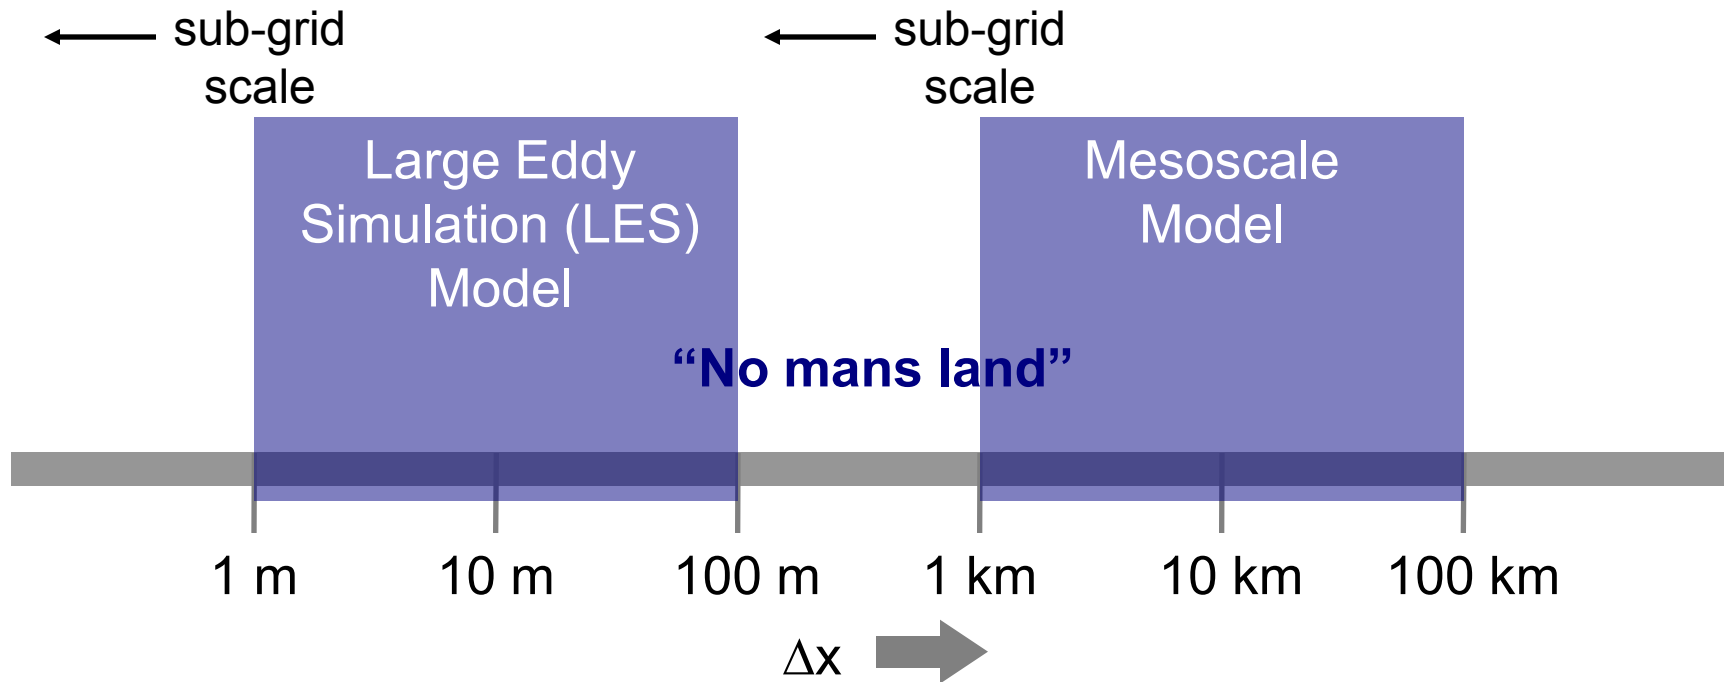 sub-grid
scale
sub-grid
scale
Large Eddy
Simulation (LES)
Model
Mesoscale
Model
“No mans land”
1 m
10 m
100 m
1 km
10 km
100 km
Δx